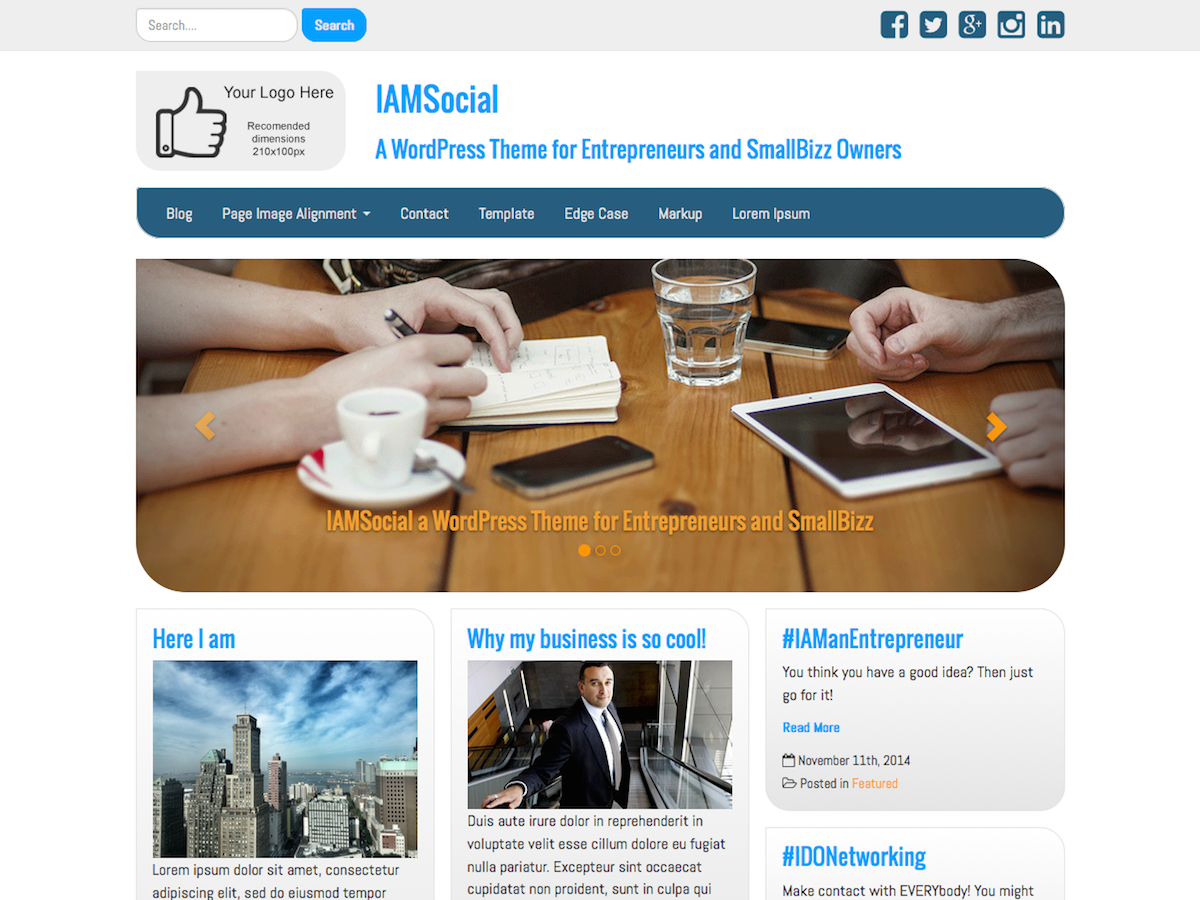 Search....
Search
Your Logo Here
Recomended
dimensions
210x100px
IAMSocial
A WordPress Theme for Entrepreneurs and SmallBizz Owners
Blog Page Image Alignment Contact Template Edge Case Markup Lorem Ipsum
IAMSocial a WordPress Theme for Entrepreneurs and SmallBizz
Here I am
Lorem ipsum dolor sit amet, consectetur
adipiscing elit, sed do eiusmod tempor
Why my business is so cool!
Duis aute irure dolor in reprehenderit in
voluptate velit esse cillum dolore eu fugiat
nulla pariatur. Excepteur sint occaecat
cupidatat non proident, sunt in culpa qui
#IAManEntrepreneur
You think you have a good idea? Then just
go for it!
Read More
November 11th, 2014
Posted in Featured
#IDONetworking
Make contact with EVERYbody! You might